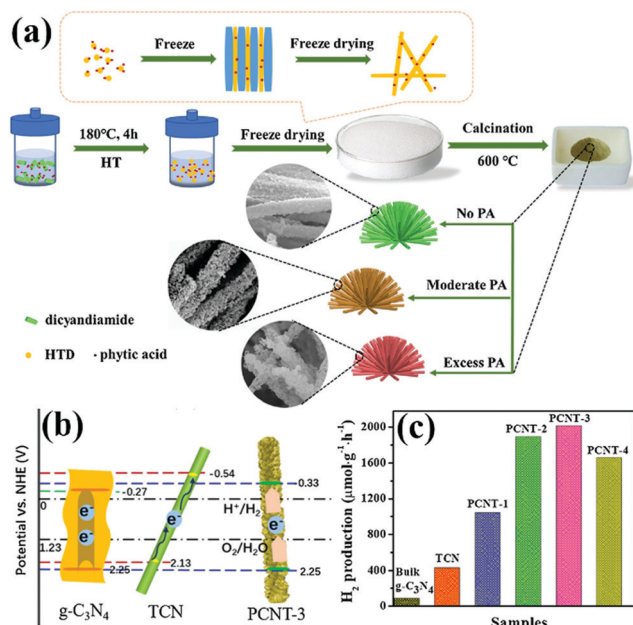 (a)
Freeze
Freeze drying
180°C, 4h
HT
Freeze drying
Calcination
600 °C
No PA
Moderate PA
Excess PA
dicyandiamide
HTD
phytic acid
(b)
Potential vs. NHE (V)
0
1.23
-0.27
2.25
-0.54
2.13
0.33
2.25
H⁺/H₂
O₂/H₂O
e⁻
e⁻
e⁻
e⁻
g-C₃N₄
TCN
PCNT-3
(c)
H₂ production (μmol·g⁻¹·h⁻¹)
2000
1600
1200
800
400
0
Bulk
g-C₃N₄
TCN
PCNT-1
PCNT-2
PCNT-3
PCNT-4
Samples